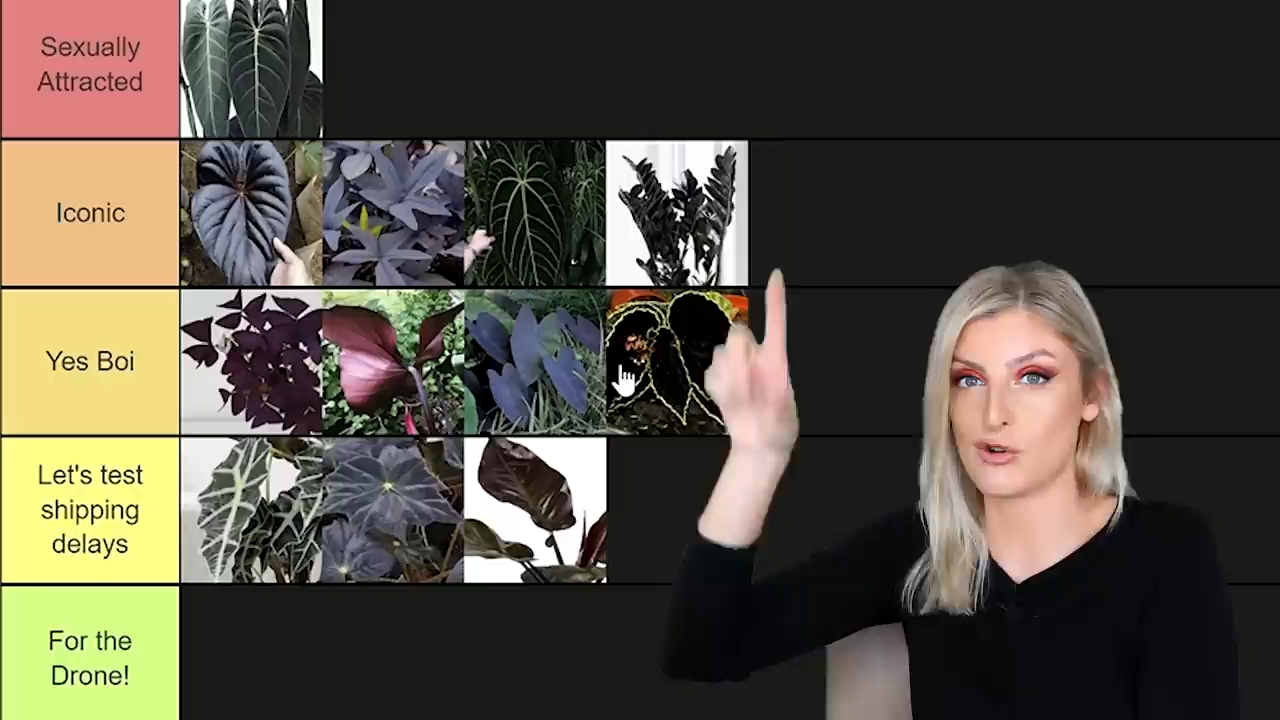 Sexually
Attracted
Iconic
Yes Boi
Let's test
shipping
delays
For the
Drone!